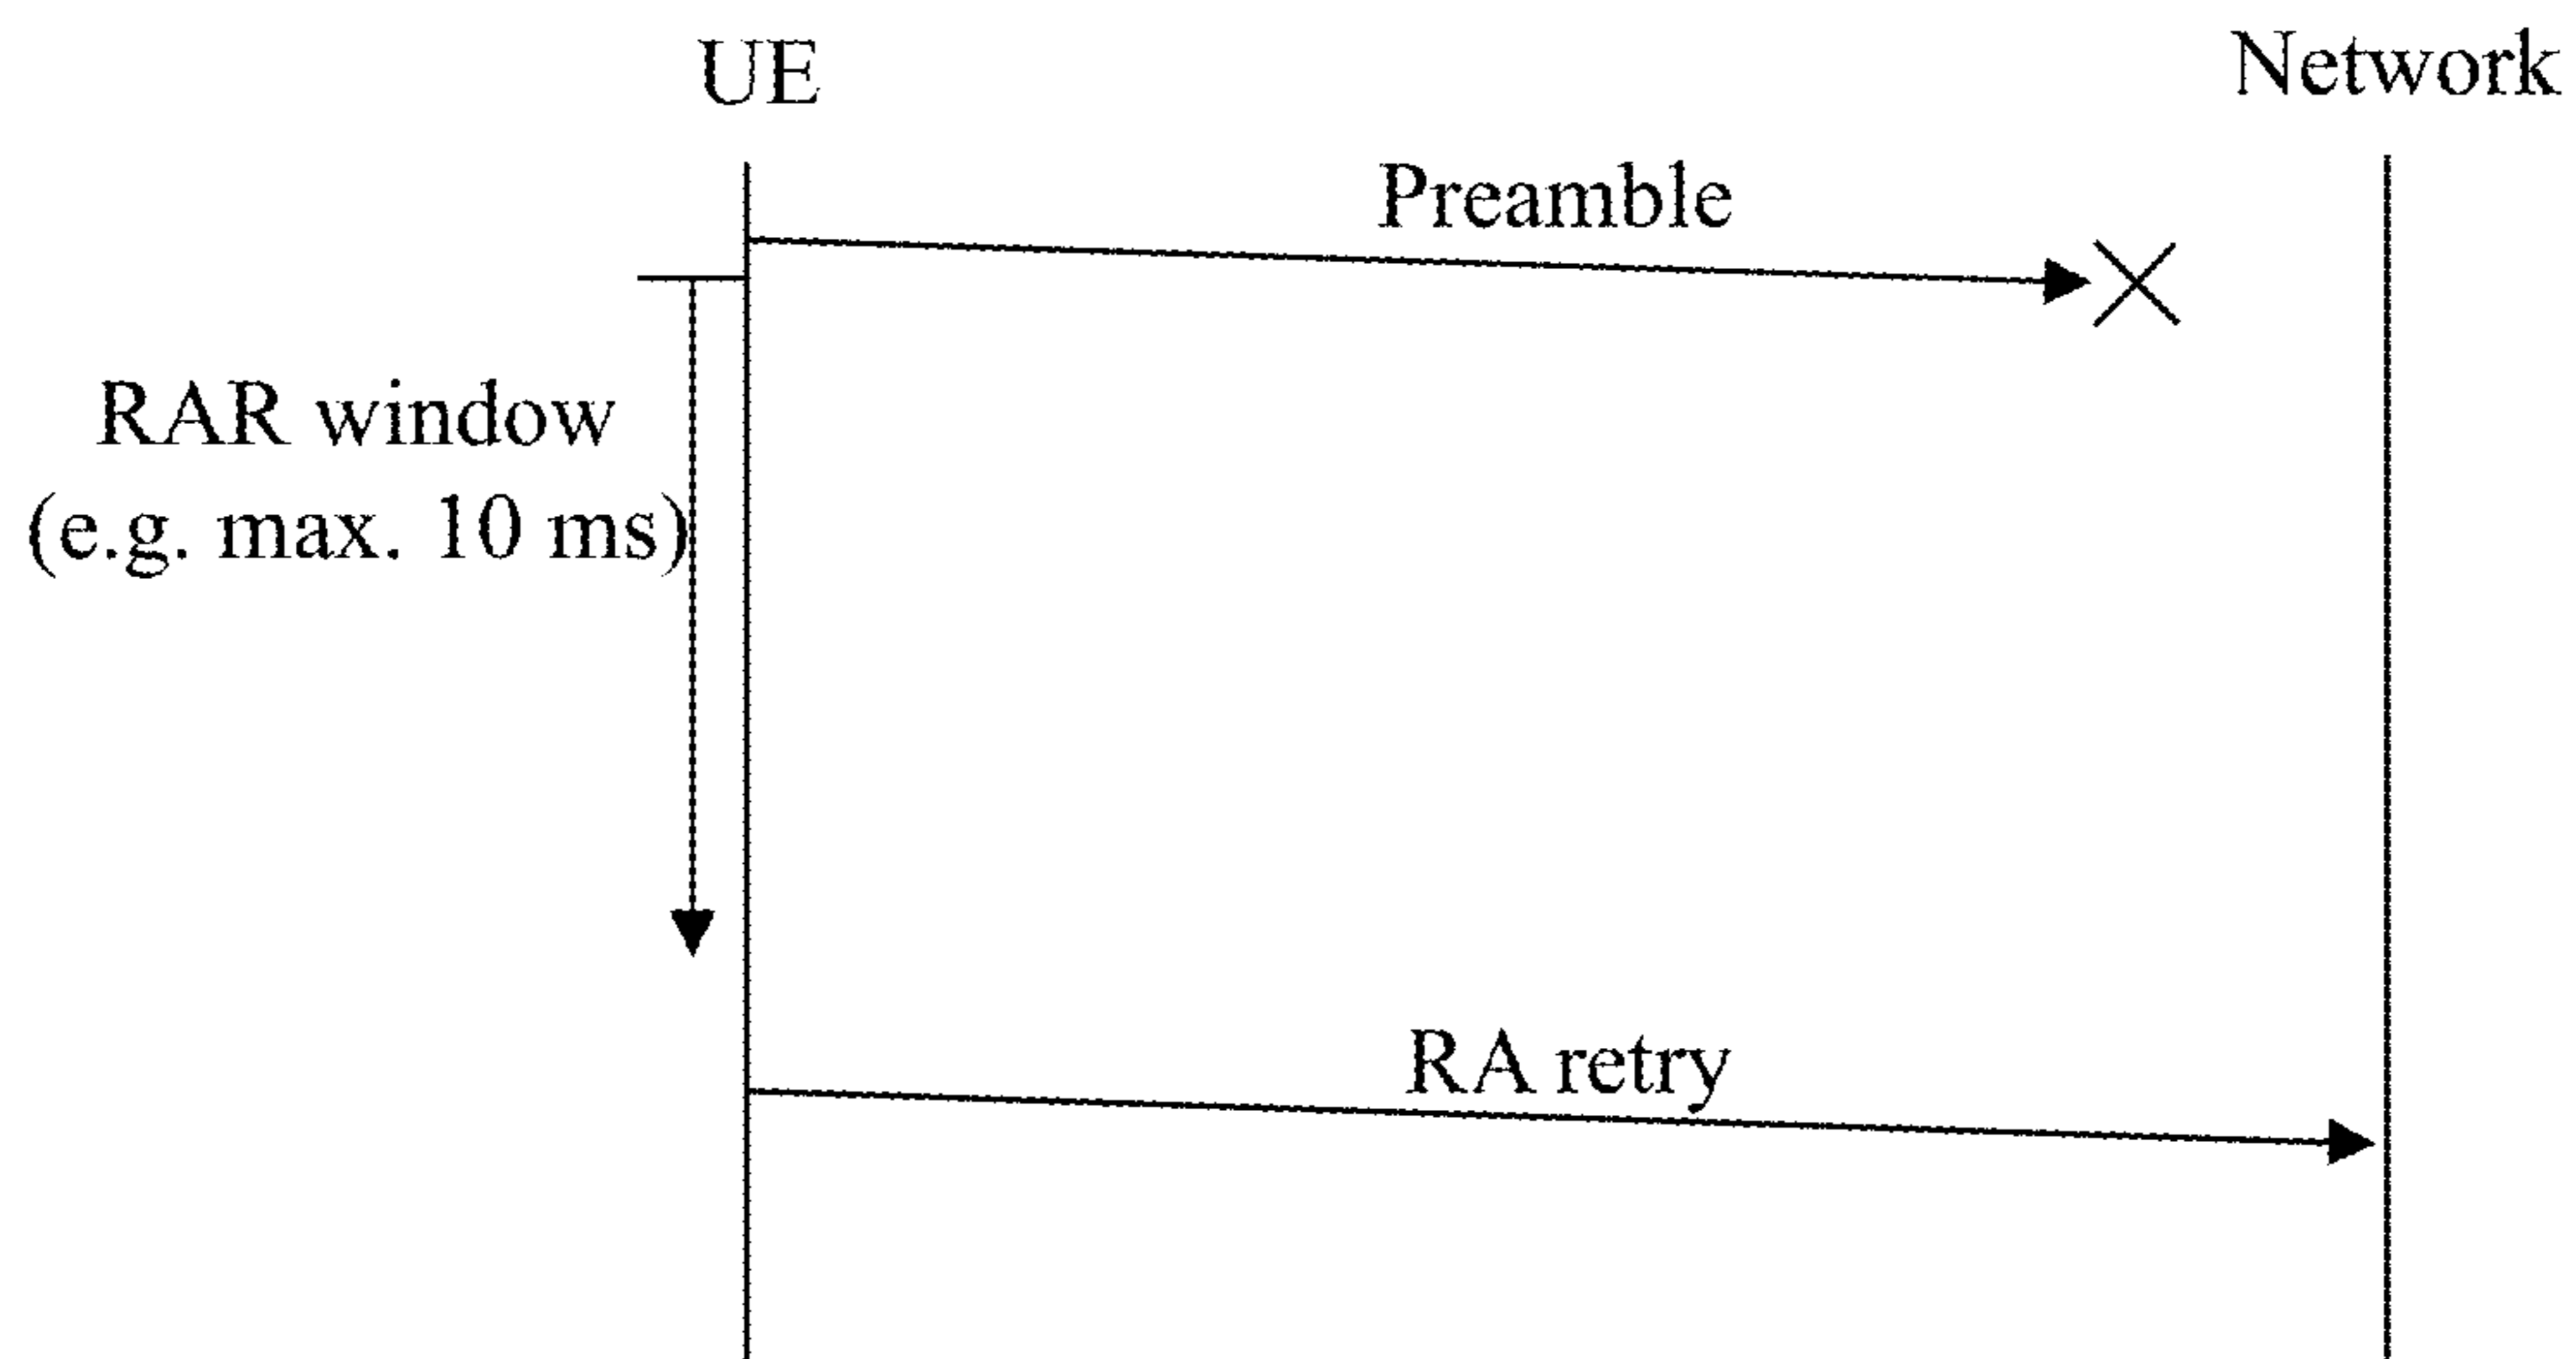 UE
Network
Preamble
RAR window
(e.g. max. 10 ms)
RA retry